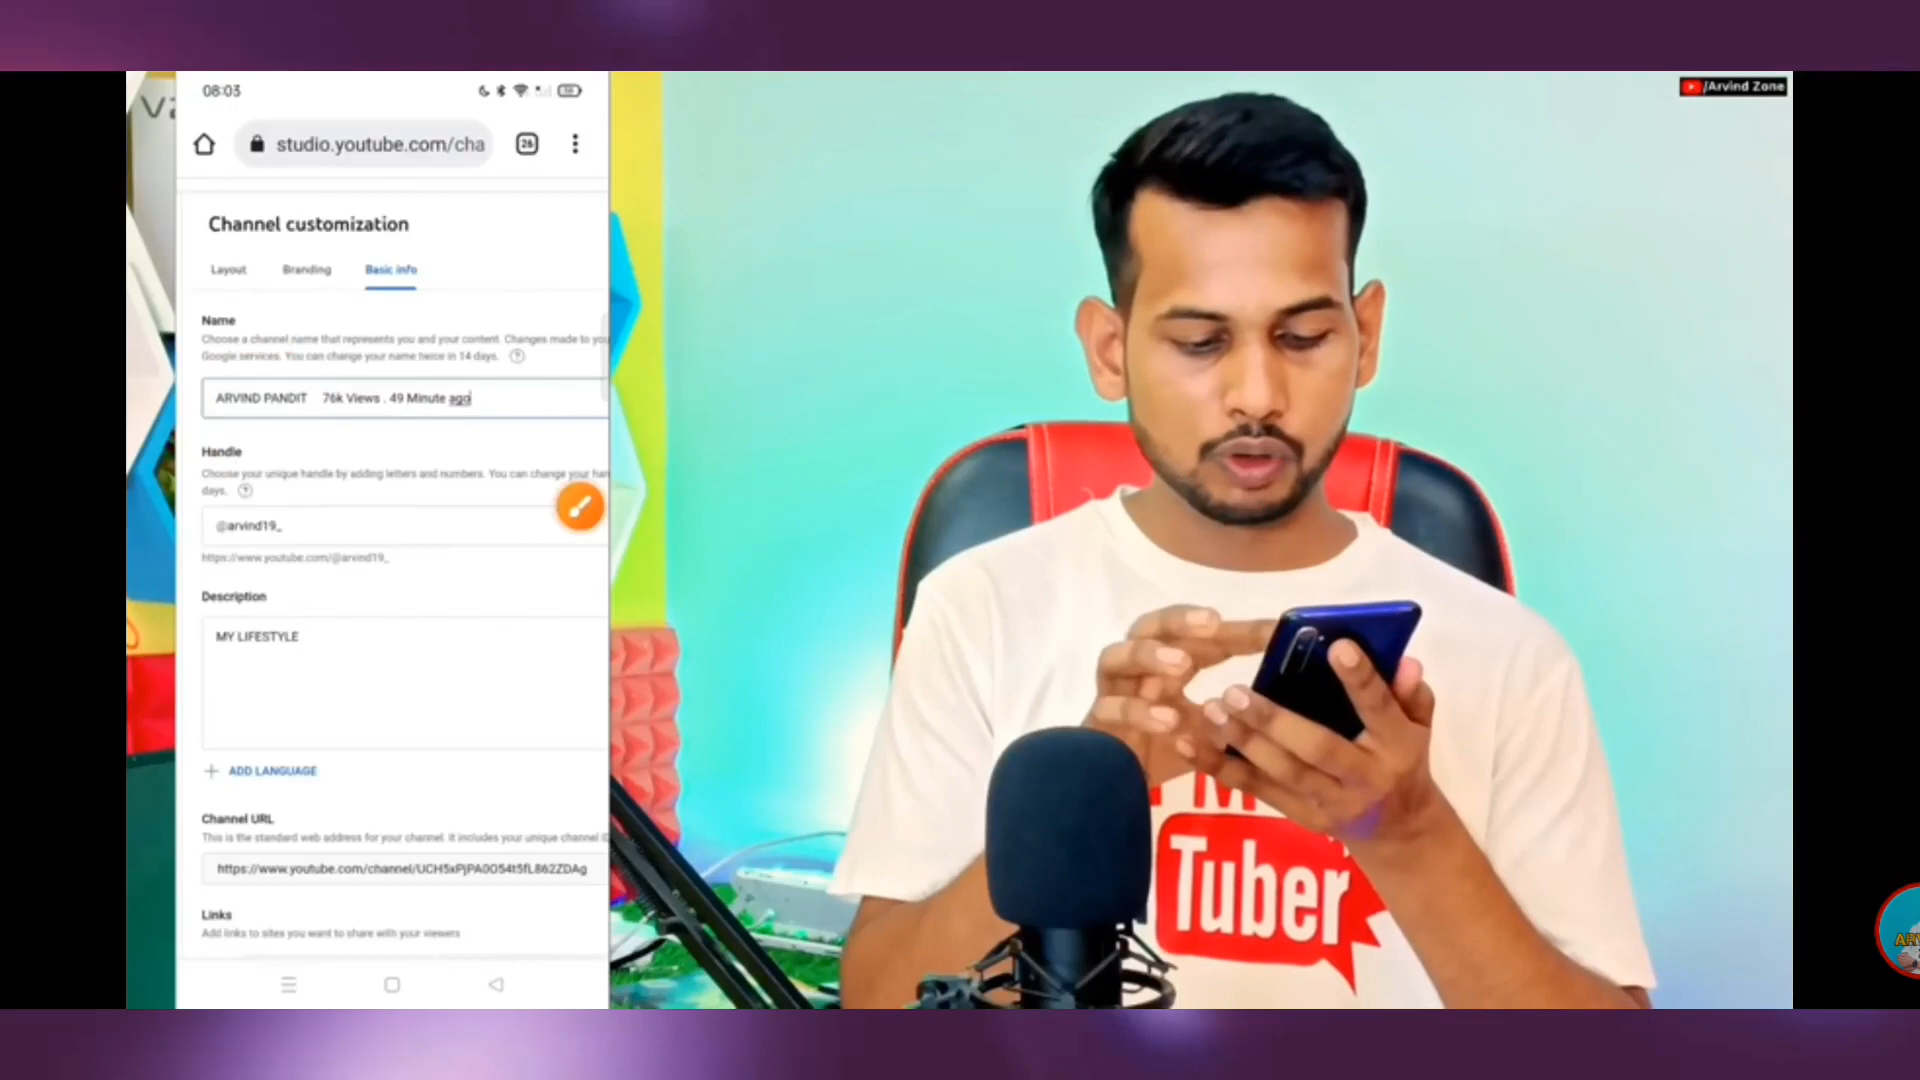 08:03
/Arvind Zone
studio.youtube.com/cha
26
Channel customization
Layout
Branding
Basic info
Name
Choose a channel name that represents you and your content. Changes made to you
Google services. You can change your name twice in 14 days.
ARVIND PANDIT 76k Views . 49 Minute ago
Handle
Choose your unique handle by adding letters and numbers. You can change your han
days.
@arvind19_
https://www.youtube.com/@arvind19_
Description
MY LIFESTYLE
ADD LANGUAGE
Channel URL
This is the standard web address for your channel. It includes your unique channel
https://www.youtube.com/channel/UCH5xPjPA0O54t5fL862ZDAg
Links
Add links to sites you want to share with your viewers
Tuber